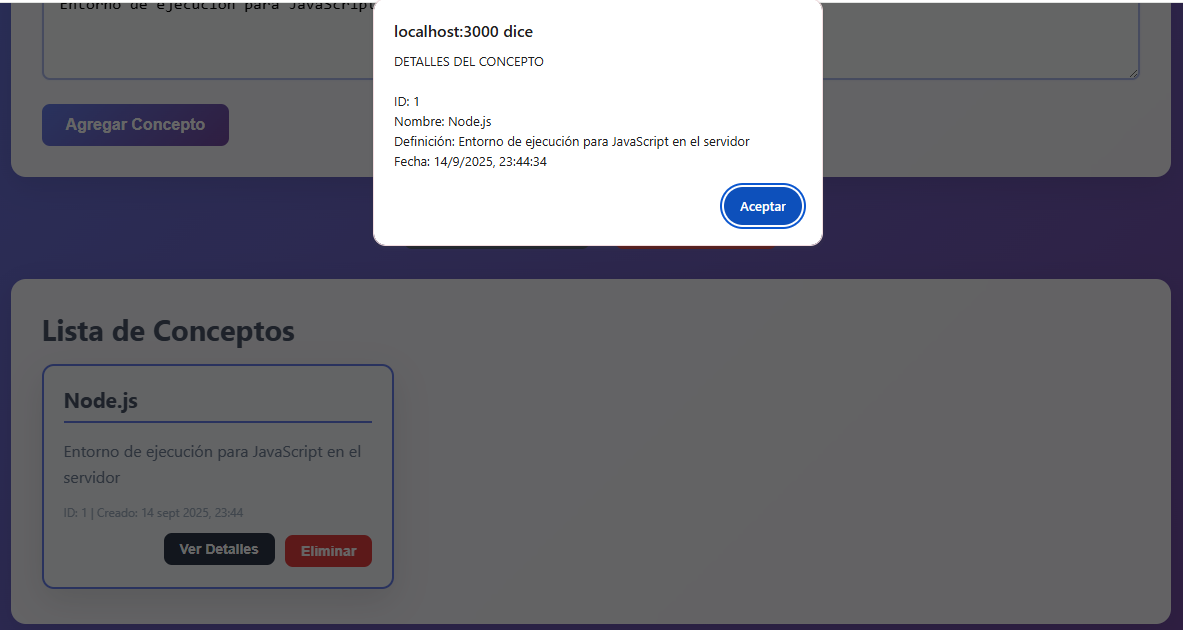 Entorno de ejecución para JavaScript
localhost:3000 dice
DETALLES DEL CONCEPTO
ID: 1
Nombre: Node.js
Definición: Entorno de ejecución para JavaScript en el servidor
Fecha: 14/9/2025, 23:44:34
Aceptar
Agregar Concepto
Lista de Conceptos
Node.js
Entorno de ejecución para JavaScript en el
servidor
ID: 1 | Creado: 14 sept 2025, 23:44
Ver Detalles
Eliminar